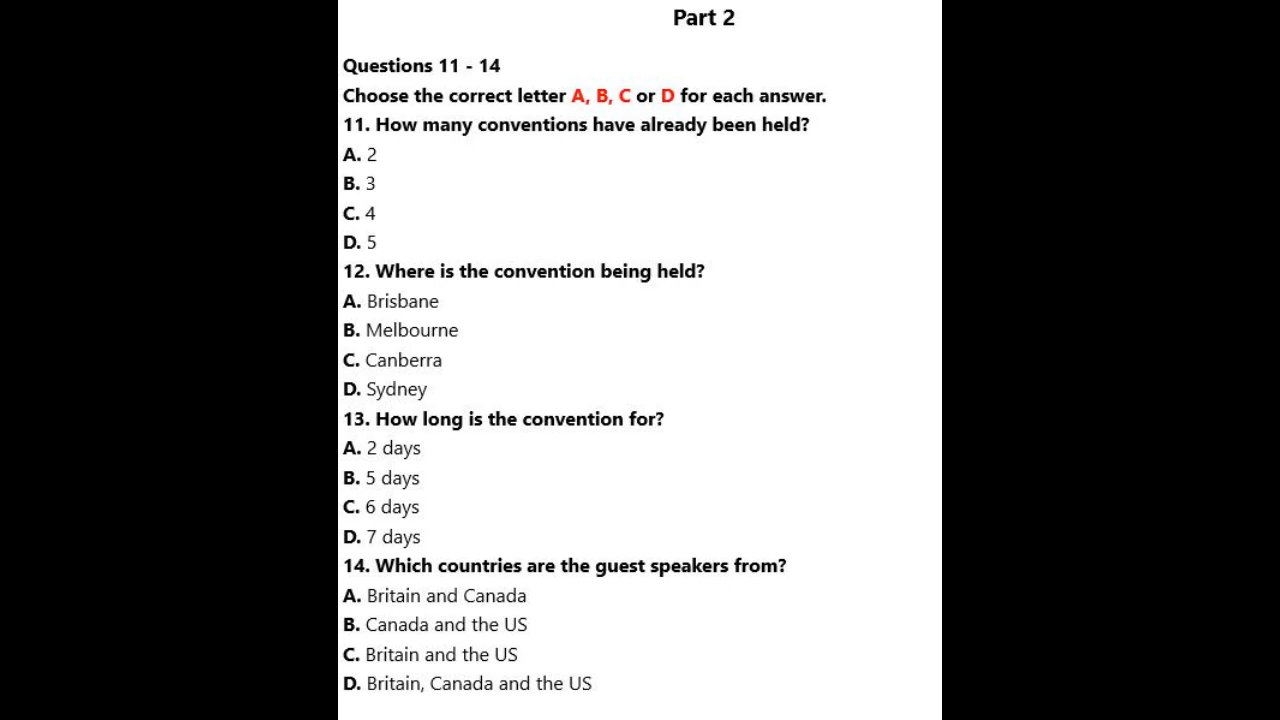 Part 2
Questions 11 - 14
Choose the correct letter A, B, C or D for each answer.
11. How many conventions have already been held?
A. 2
B. 3
C. 4
D. 5
12. Where is the convention being held?
A. Brisbane
B. Melbourne
C. Canberra
D. Sydney
13. How long is the convention for?
A. 2 days
B. 5 days
C. 6 days
D. 7 days
14. Which countries are the guest speakers from?
A. Britain and Canada
B. Canada and the US
C. Britain and the US
D. Britain, Canada and the US